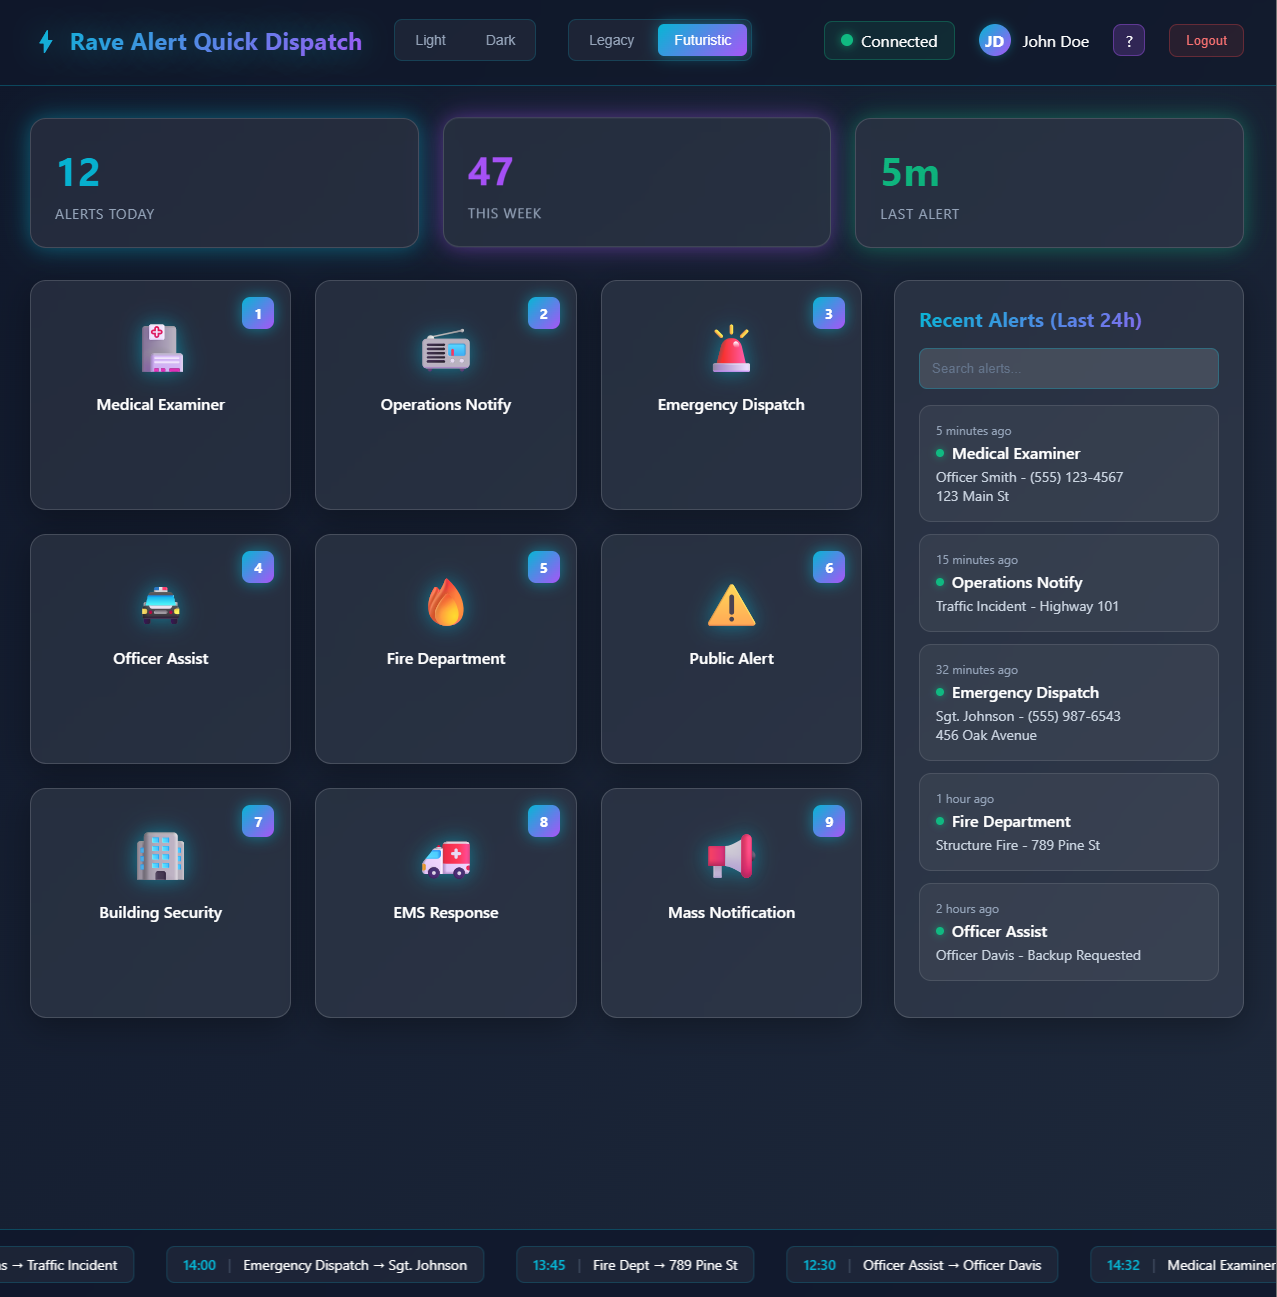 Rave Alert Quick Dispatch
Light
Dark
Legacy
Futuristic
Connected
JD
John Doe
?
Logout
12
ALERTS TODAY
47
THIS WEEK
5m
LAST ALERT
1
Medical Examiner
2
Operations Notify
3
Emergency Dispatch
4
Officer Assist
5
Fire Department
6
Public Alert
7
Building Security
8
EMS Response
9
Mass Notification
Recent Alerts (Last 24h)
Search alerts...
5 minutes ago
Medical Examiner
Officer Smith - (555) 123-4567
123 Main St
15 minutes ago
Operations Notify
Traffic Incident - Highway 101
32 minutes ago
Emergency Dispatch
Sgt. Johnson - (555) 987-6543
456 Oak Avenue
1 hour ago
Fire Department
Structure Fire - 789 Pine St
2 hours ago
Officer Assist
Officer Davis - Backup Requested
→ Traffic Incident
14:00 | Emergency Dispatch → Sgt. Johnson
13:45 | Fire Dept → 789 Pine St
12:30 | Officer Assist → Officer Davis
14:32 | Medical Examiner